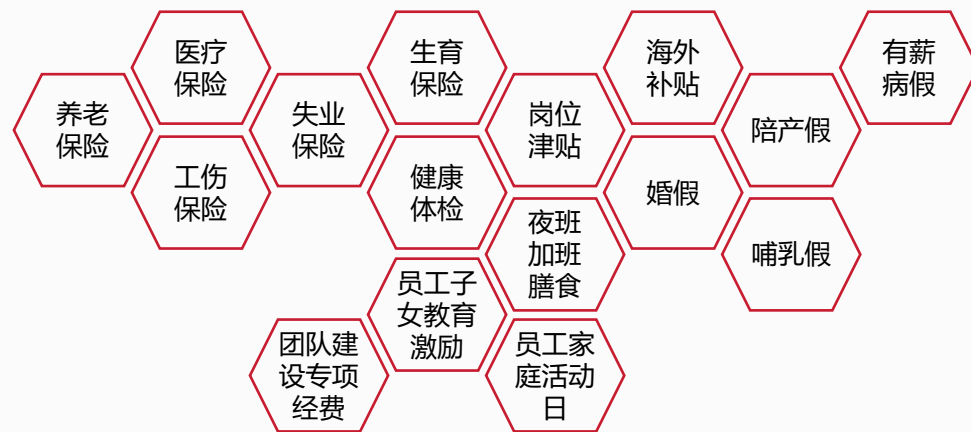 医疗
保险
生育
保险
海外
补贴
有薪
病假
养老
保险
失业
保险
岗位
津贴
陪产假
工伤
保险
健康
体检
婚假
夜班
加班
膳食
哺乳假
员工子
女教育
激励
团队建
设专项
经费
员工家
庭活动
日